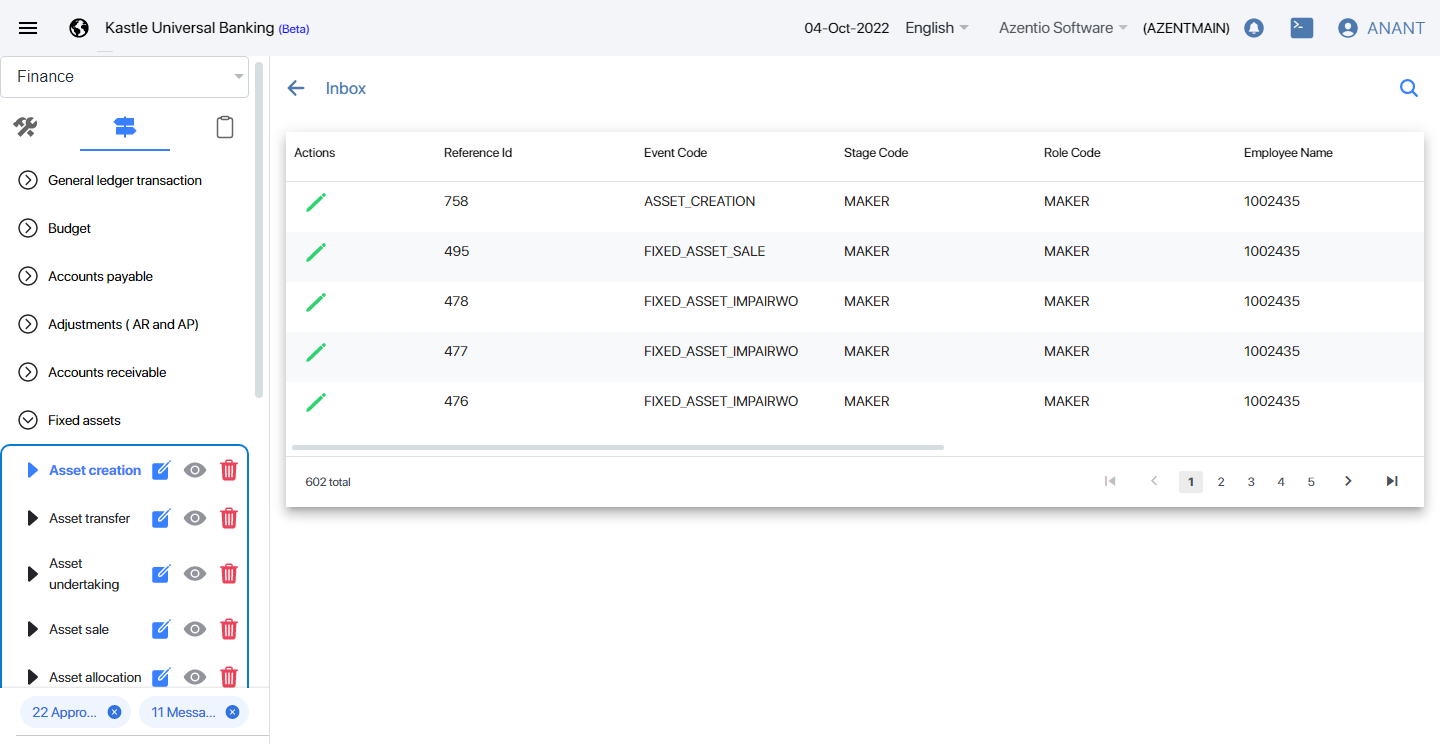 Kastle Universal Banking (Beta)
04-Oct-2022 English Azentio Software (AZENTMAIN) ANANT
Finance
General ledger transaction
Budget
Accounts payable
Adjustments ( AR and AP)
Accounts receivable
Fixed assets
Asset creation
Asset transfer
Asset
undertaking
Asset sale
Asset allocation
22 Appro... 11 Messa...
Inbox
Actions Reference Id Event Code Stage Code Role Code Employee Name
758 ASSET_CREATION MAKER MAKER 1002435
495 FIXED_ASSET_SALE MAKER MAKER 1002435
478 FIXED_ASSET_IMPAIRWO MAKER MAKER 1002435
477 FIXED_ASSET_IMPAIRWO MAKER MAKER 1002435
476 FIXED_ASSET_IMPAIRWO MAKER MAKER 1002435
602 total 1 2 3 4 5